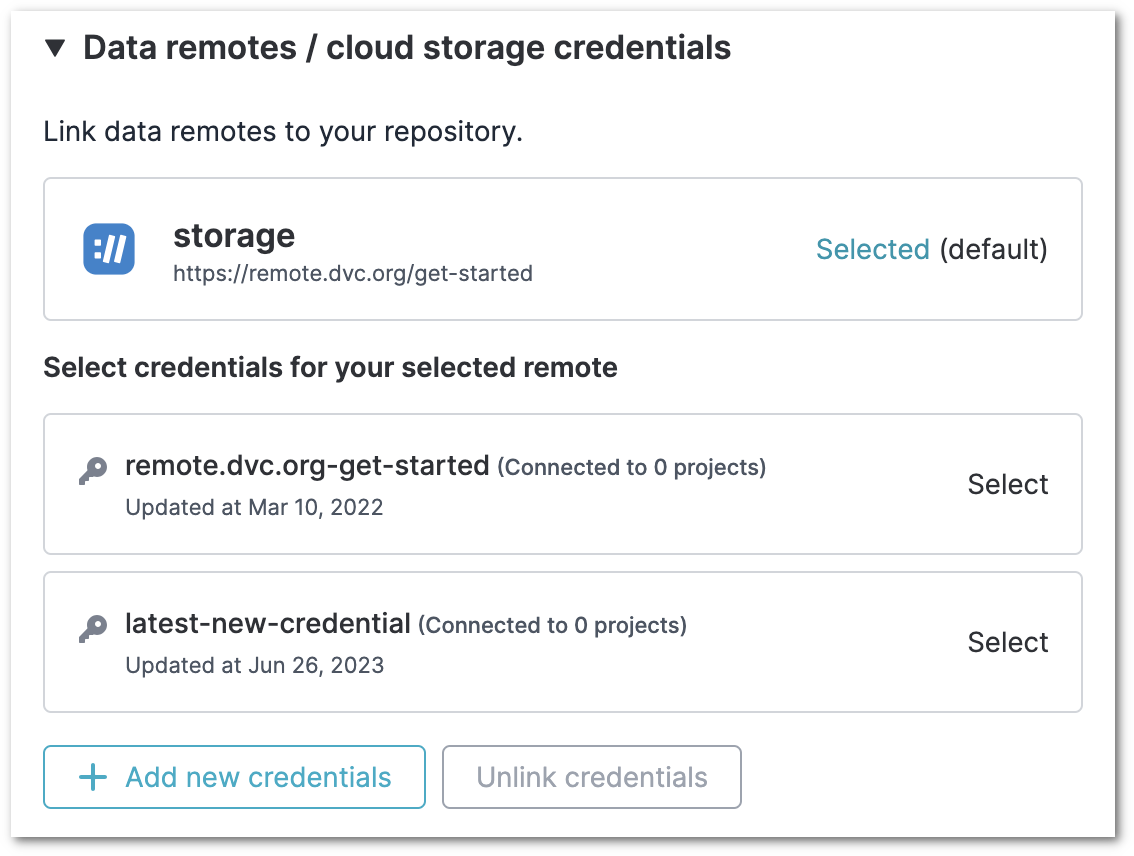 Data remotes / cloud storage credentials
Link data remotes to your repository.
storage
https://remote.dvc.org/get-started
Selected (default)
Select credentials for your selected remote
remote.dvc.org-get-started (Connected to 0 projects)
Updated at Mar 10, 2022
Select
latest-new-credential (Connected to 0 projects)
Updated at Jun 26, 2023
Select
Add new credentials
Unlink credentials